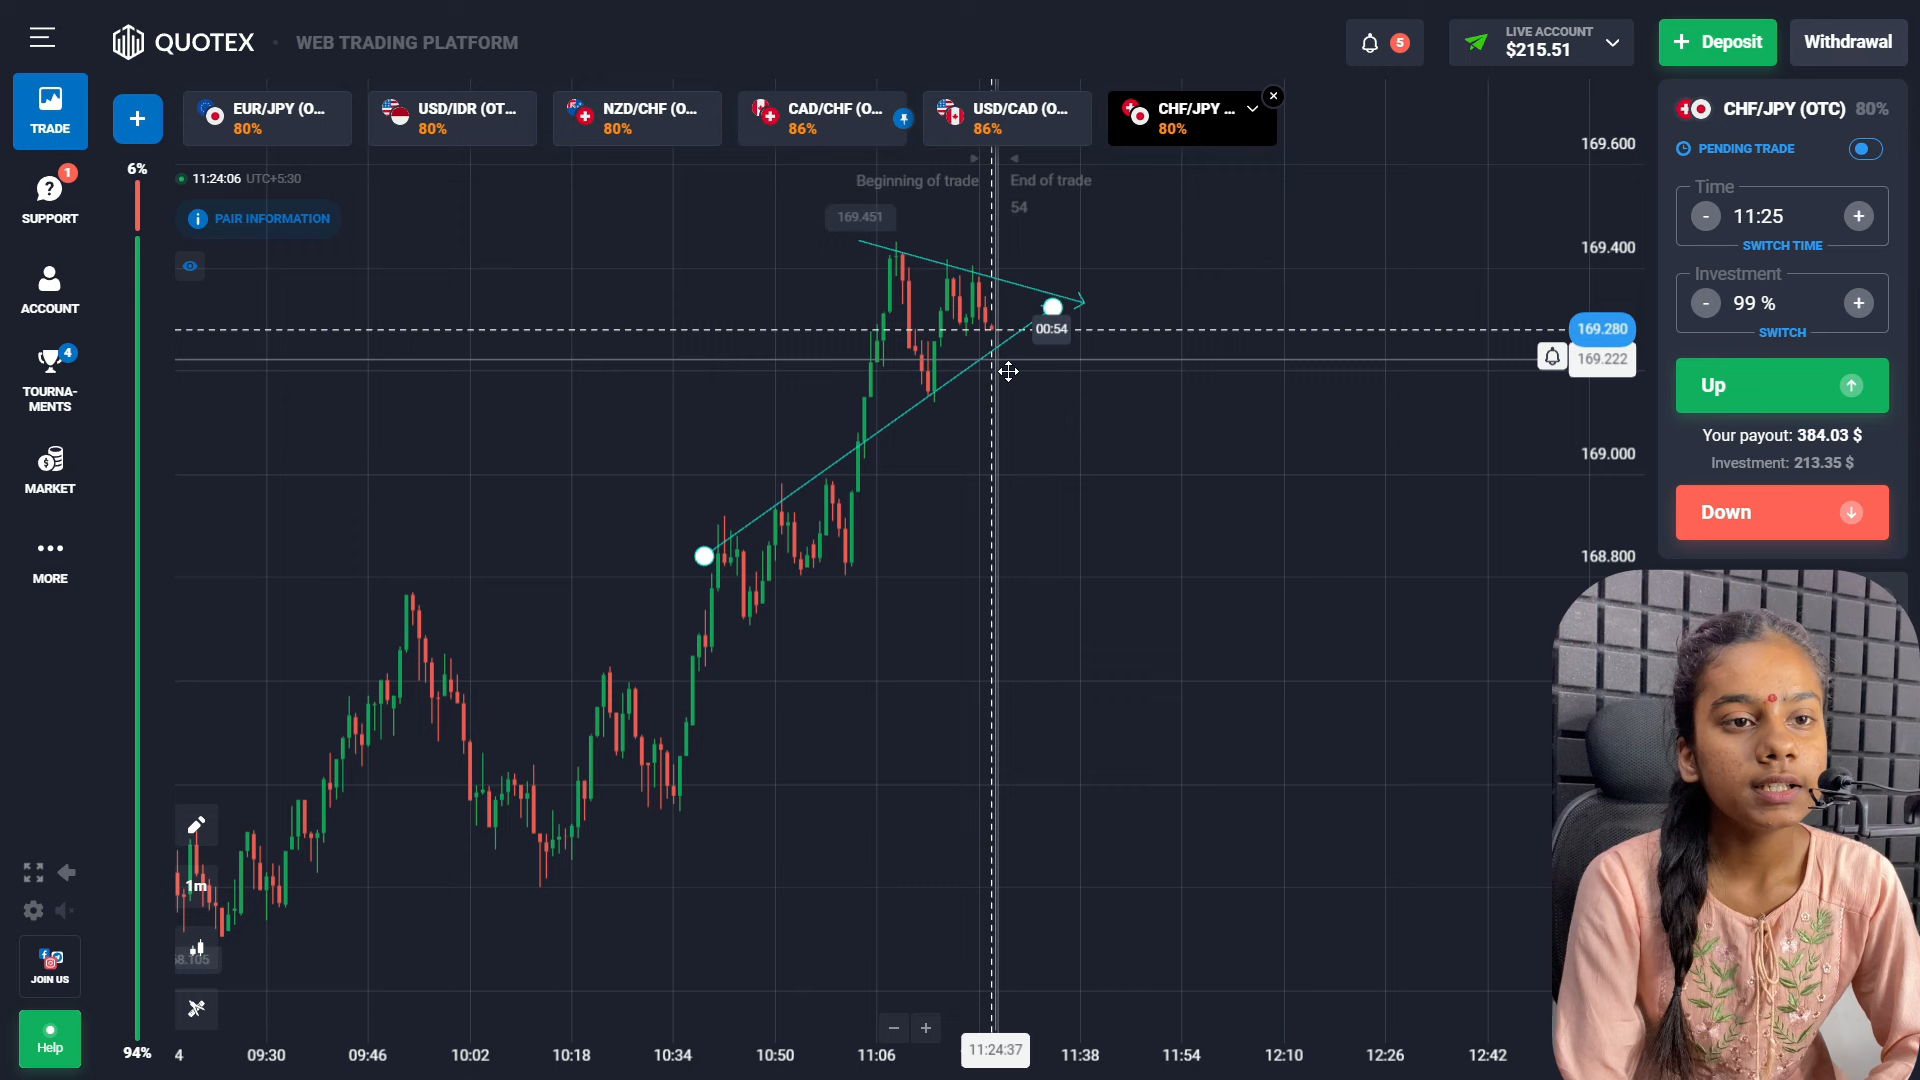 QUOTEX
WEB TRADING PLATFORM
5
LIVE ACCOUNT
$215.51
+ Deposit
Withdrawal
TRADE
+
EUR/JPY (O...
80%
USD/IDR (OT...
80%
NZD/CHF (O...
80%
CAD/CHF (O...
86%
USD/CAD (O...
86%
CHF/JPY ...
80%
CHF/JPY (OTC) 80%
PENDING TRADE
Time
- 11:25 +
SWITCH TIME
Investment
- 99 % +
SWITCH
Up
Your payout: 384.03 $
Investment: 213.35 $
Down
1
SUPPORT
ACCOUNT
4
TOURNA-
MENTS
MARKET
MORE
JOIN US
Help
6%
94%
11:24:06 UTC+5:30
PAIR INFORMATION
Beginning of trade
End of trade
54
169.451
00:54
169.600
169.400
169.280
169.222
169.000
168.800
1m
8.105
− +
4
09:30
09:46
10:02
10:18
10:34
10:50
11:06
11:24:37
11:38
11:54
12:10
12:26
12:42